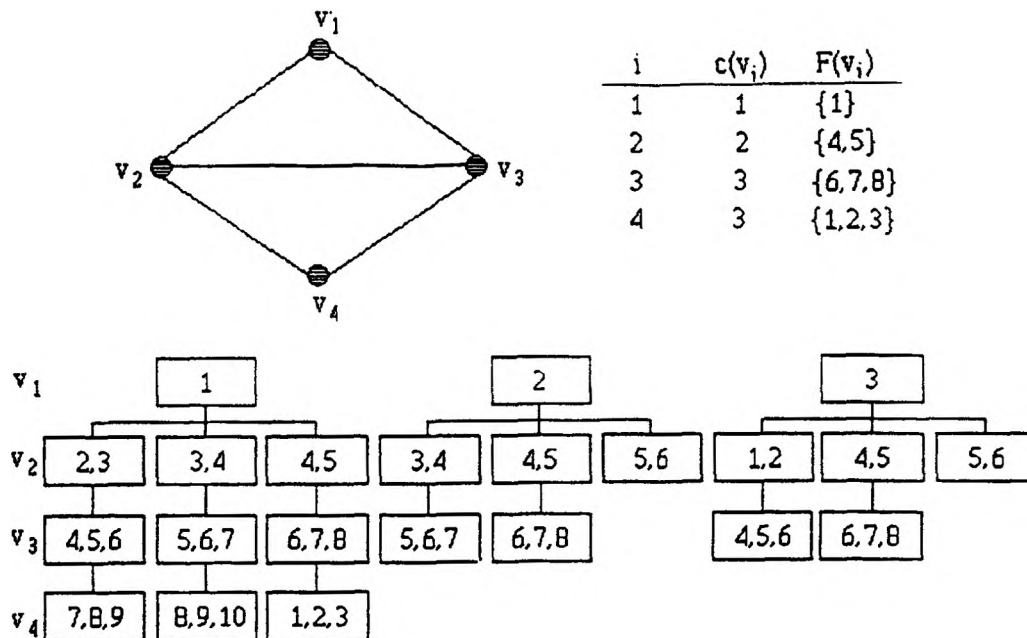 v1
v2
v3
v4
i c(vi) F(vi)
1 1 {1}
2 2 {4,5}
3 3 {6,7,8}
4 3 {1,2,3}
v1 1 2 3
v2 2,3 3,4 4,5 3,4 4,5 5,6 1,2 4,5 5,6
v3 4,5,6 5,6,7 6,7,8 5,6,7 6,7,8 4,5,6 6,7,8
v4 7,8,9 8,9,10 1,2,3